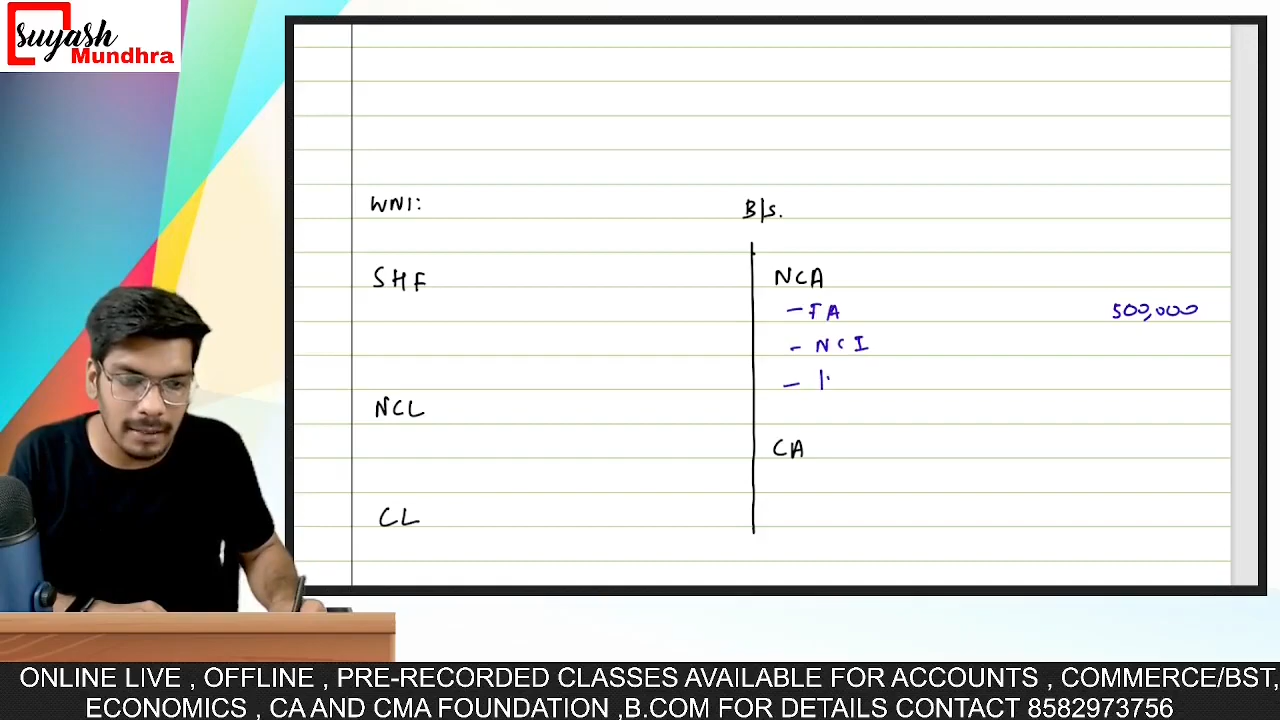 suyash
Mundhra
WN1:
B/s.
SHF
NCA
- FA 500,000
- NCI
-
NCL
CA
CL
ONLINE LIVE , OFFLINE , PRE-RECORDED CLASSES AVAILABLE FOR ACCOUNTS , COMMERCE/BST,
ECONOMICS , CA AND CMA FOUNDATION ,B.COM FOR DETAILS CONTACT 8582973756